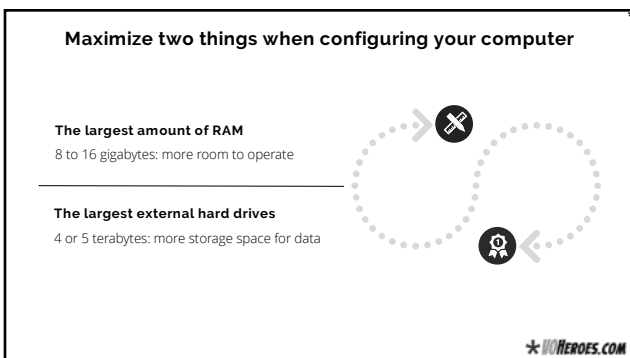 Maximize two things when configuring your computer
The largest amount of RAM
8 to 16 gigabytes: more room to operate
The largest external hard drives
4 or 5 terabytes: more storage space for data
1
VOHEROES.COM